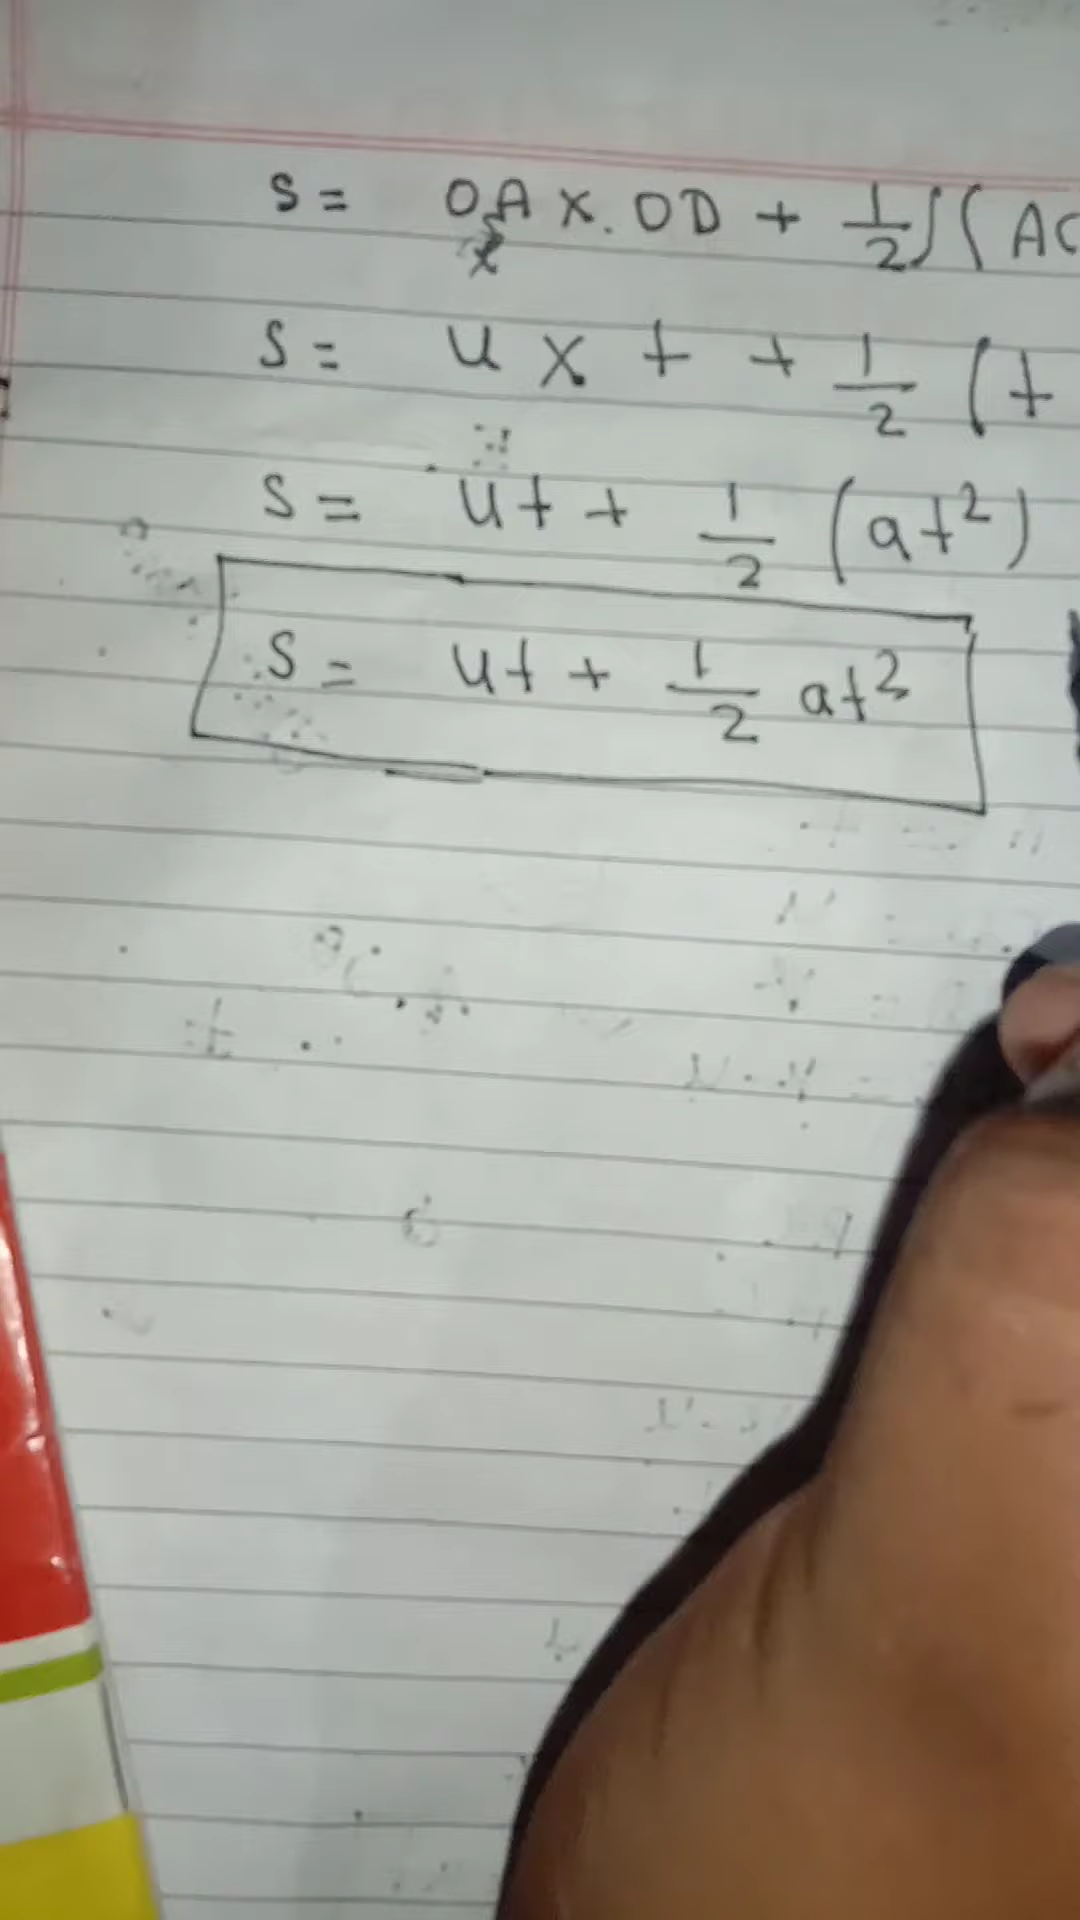 s = OA x. OD + 1/2 ∫( AC
s = u x t + 1/2 (t
s = ut + 1/2 (at²)
s = ut + 1/2 at²